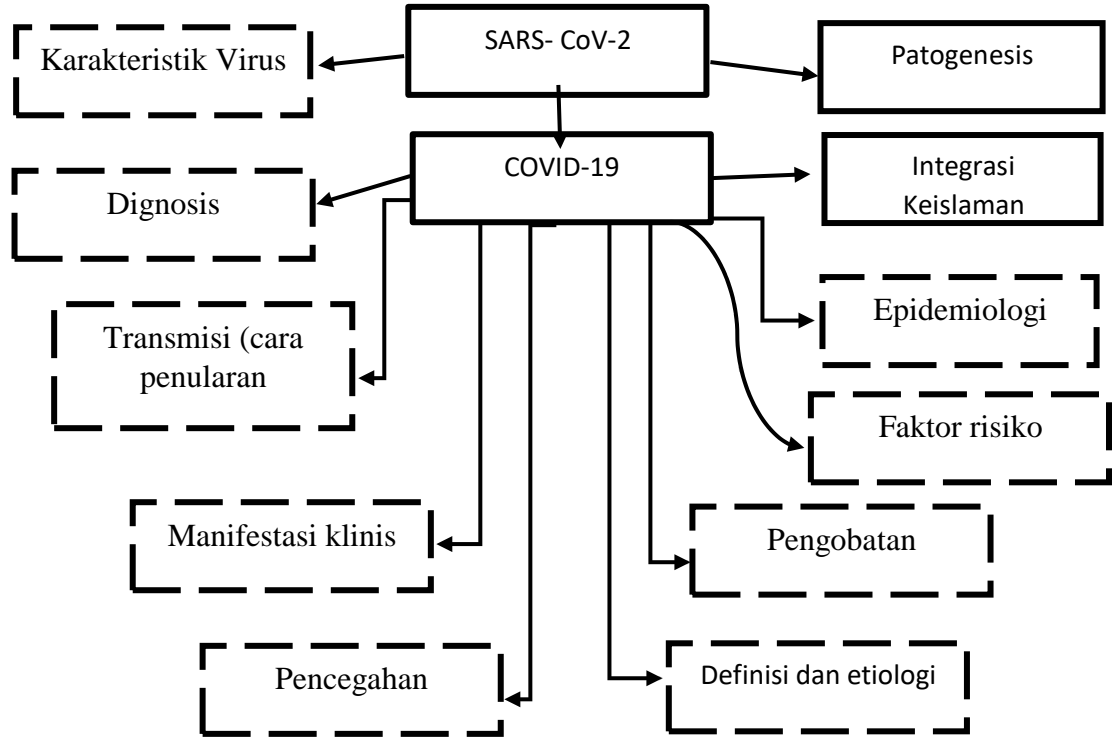 SARS- CoV-2
Karakteristik Virus
Patogenesis
COVID-19
Integrasi
Keislaman
Dignosis
Epidemiologi
Transmisi (cara
penularan
Faktor risiko
Manifestasi klinis
Pengobatan
Pencegahan
Definisi dan etiologi